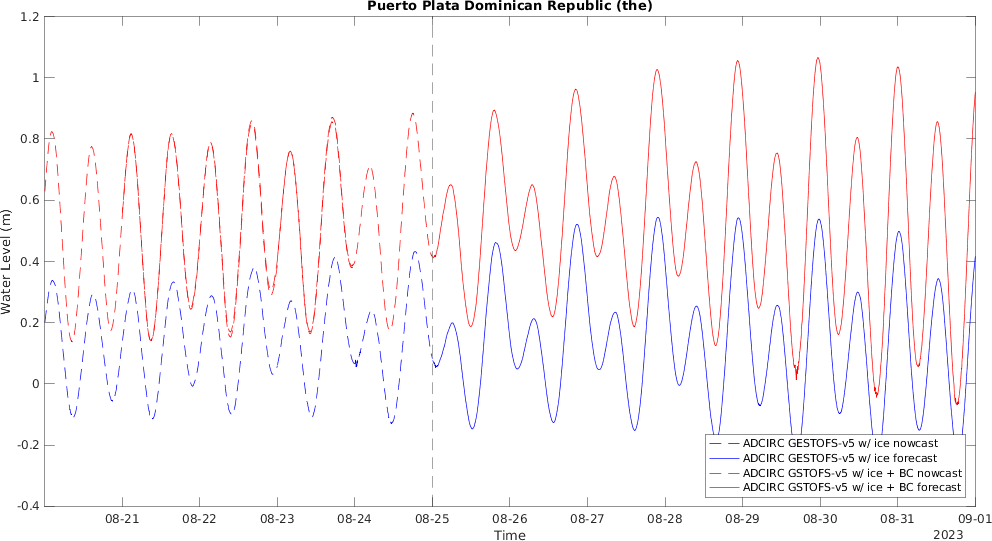 Puerto Plata Dominican Republic (the)
1.2
1
0.8
0.6
0.4
0.2
0
-0.2
-0.4
Water Level (m)
ADCIRC GESTOFS-v5 w/ ice nowcast
ADCIRC GESTOFS-v5 w/ ice forecast
ADCIRC GSTOFS-v5 w/ ice + BC nowcast
ADCIRC GSTOFS-v5 w/ ice + BC forecast
08-21 08-22 08-23 08-24 08-25 08-26 08-27 08-28 08-29 08-30 08-31 09-01
Time
2023